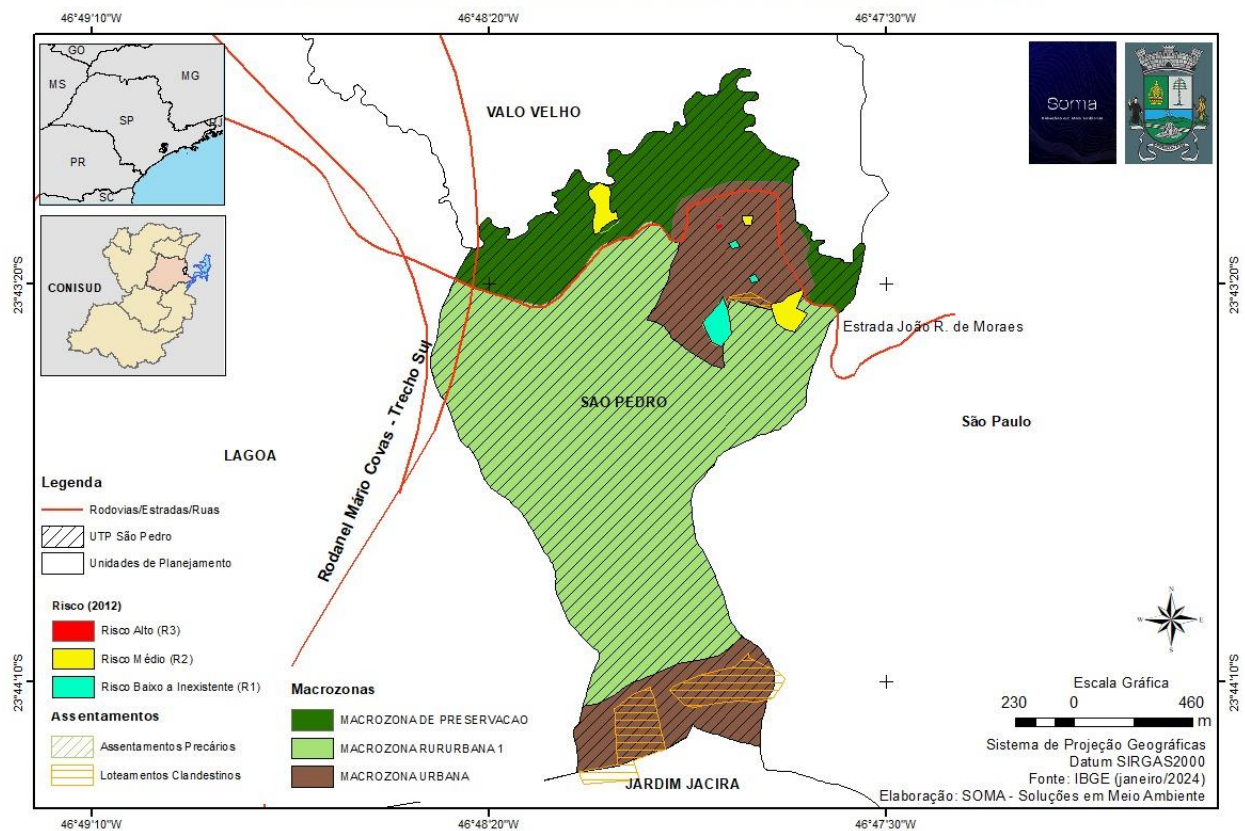 46°49'10"W
46°48'20"W
46°47'30"W
GO
MS
MG
SP
RJ
PR
SC
CONISUD
VALO VELHO
Soma
23°43'20"S
23°43'20"S
Estrada João R. de Moraes
SAO PEDRO
São Paulo
LAGOA
Rodanel Mário Covas - Trecho Sul
Legenda
Rodovias/Estradas/Ruas
UTP São Pedro
Unidades de Planejamento
Risco (2012)
Risco Alto (R3)
Risco Médio (R2)
Risco Baixo a Inexistente (R1)
Assentamentos
Assentamentos Precários
Loteamentos Clandestinos
Macrozonas
MACROZONA DE PRESERVACAO
MACROZONA RURURBANA 1
MACROZONA URBANA
JARDIM JACIRA
N
W
E
S
23°44'10"S
23°44'10"S
Escala Gráfica
230 0 460
m
Sistema de Projeção Geográficas
Datum SIRGAS2000
Fonte: IBGE (janeiro/2024)
Elaboração: SOMA - Soluções em Meio Ambiente
46°49'10"W
46°48'20"W
46°47'30"W